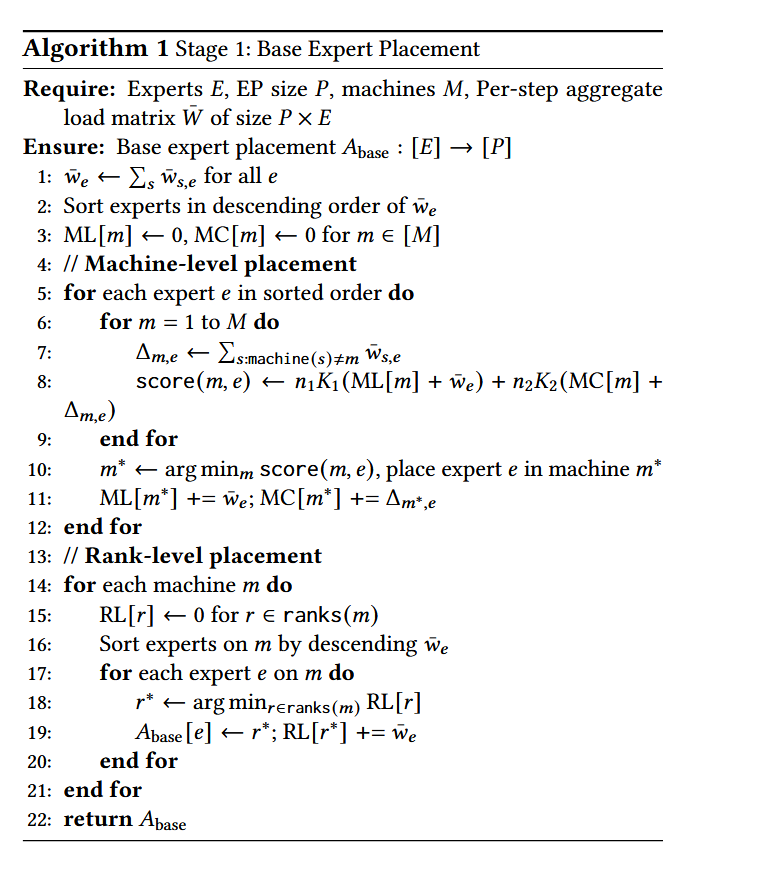 Algorithm 1 Stage 1: Base Expert Placement
Require: Experts E, EP size P, machines M, Per-step aggregate
load matrix W̄ of size P × E
Ensure: Base expert placement A_base : [E] → [P]
1: w̄_e ← ∑_s w̄_{s,e} for all e
2: Sort experts in descending order of w̄_e
3: ML[m] ← 0, MC[m] ← 0 for m ∈ [M]
4: // Machine-level placement
5: for each expert e in sorted order do
6: for m = 1 to M do
7: Δ_{m,e} ← ∑_{s:machine(s)≠m} w̄_{s,e}
8: score(m, e) ← n₁K₁(ML[m] + w̄_e) + n₂K₂(MC[m] +
Δ_{m,e})
9: end for
10: m* ← arg min_m score(m, e), place expert e in machine m*
11: ML[m*] += w̄_e; MC[m*] += Δ_{m*,e}
12: end for
13: // Rank-level placement
14: for each machine m do
15: RL[r] ← 0 for r ∈ ranks(m)
16: Sort experts on m by descending w̄_e
17: for each expert e on m do
18: r* ← arg min_{r∈ranks(m)} RL[r]
19: A_base[e] ← r*; RL[r*] += w̄_e
20: end for
21: end for
22: return A_base